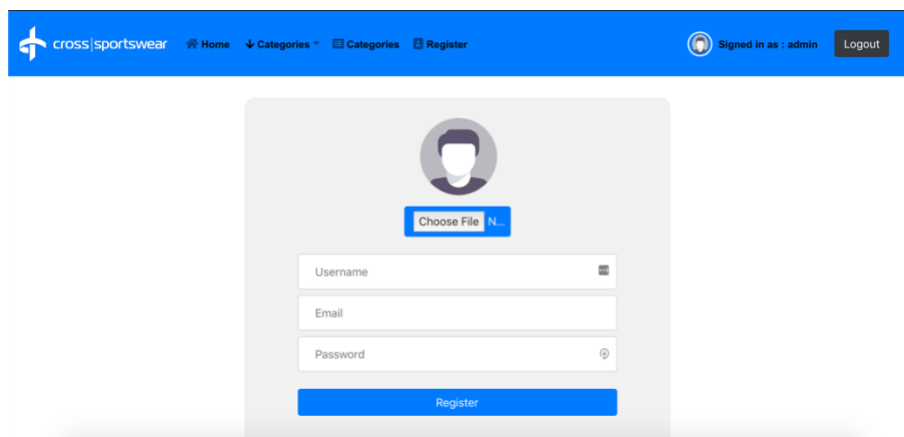 cross|sportswear Home Categories Categories Register Signed in as : admin Logout
Choose File N...
Username
Email
Password
Register